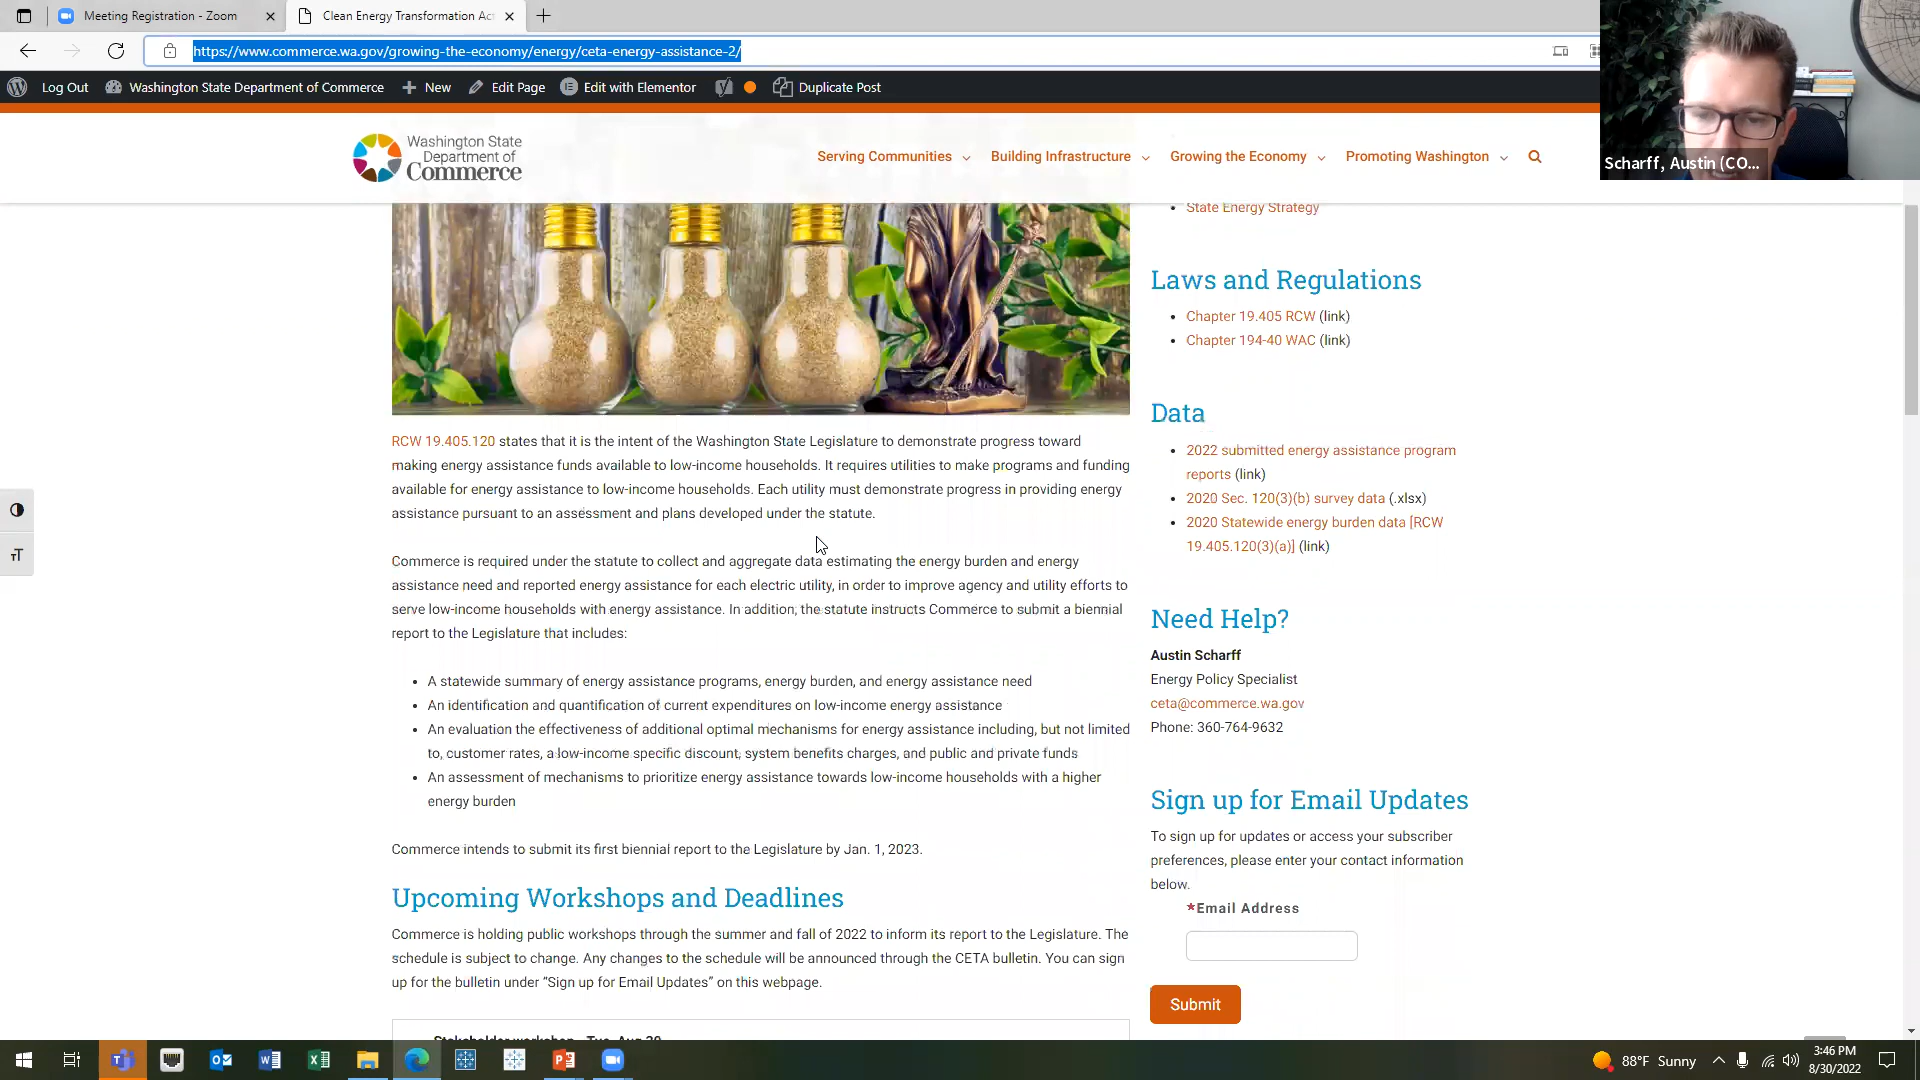 Meeting Registration - Zoom
Clean Energy Transformation Act
https://www.commerce.wa.gov/growing-the-economy/energy/ceta-energy-assistance-2/
Log Out
Washington State Department of Commerce
New
Edit Page
Edit with Elementor
Duplicate Post
Scharff, Austin (CO...
Washington State
Department of
Commerce
Serving Communities
Building Infrastructure
Growing the Economy
Promoting Washington
RCW 19.405.120 states that it is the intent of the Washington State Legislature to demonstrate progress toward
making energy assistance funds available to low-income households. It requires utilities to make programs and funding
available for energy assistance to low-income households. Each utility must demonstrate progress in providing energy
assistance pursuant to an assessment and plans developed under the statute.
Commerce is required under the statute to collect and aggregate data estimating the energy burden and energy
assistance need and reported energy assistance for each electric utility, in order to improve agency and utility efforts to
serve low-income households with energy assistance. In addition, the statute instructs Commerce to submit a biennial
report to the Legislature that includes:
• A statewide summary of energy assistance programs, energy burden, and energy assistance need
• An identification and quantification of current expenditures on low-income energy assistance
• An evaluation the effectiveness of additional optimal mechanisms for energy assistance including, but not limited
to, customer rates, a low-income specific discount, system benefits charges, and public and private funds
• An assessment of mechanisms to prioritize energy assistance towards low-income households with a higher
energy burden
Commerce intends to submit its first biennial report to the Legislature by Jan. 1, 2023.
Upcoming Workshops and Deadlines
Commerce is holding public workshops through the summer and fall of 2022 to inform its report to the Legislature. The
schedule is subject to change. Any changes to the schedule will be announced through the CETA bulletin. You can sign
up for the bulletin under "Sign up for Email Updates" on this webpage.
Stakeholder workshop - Tue, Aug 30
• State Energy Strategy
Laws and Regulations
• Chapter 19.405 RCW (link)
• Chapter 194-40 WAC (link)
Data
• 2022 submitted energy assistance program
reports (link)
• 2020 Sec. 120(3)(b) survey data (.xlsx)
• 2020 Statewide energy burden data [RCW
19.405.120(3)(a)] (link)
Need Help?
Austin Scharff
Energy Policy Specialist
ceta@commerce.wa.gov
Phone: 360-764-9632
Sign up for Email Updates
To sign up for updates or access your subscriber
preferences, please enter your contact information
below.
*Email Address
Submit
88°F Sunny
3:46 PM
8/30/2022